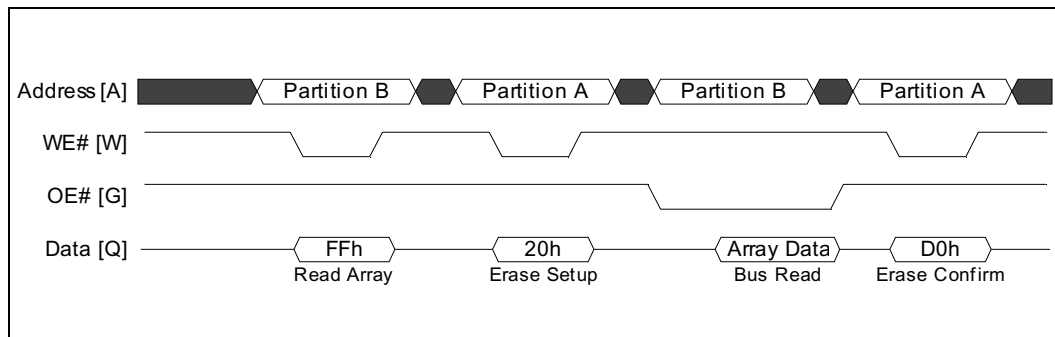 Address [A] Partition B Partition A Partition B Partition A
WE# [W]
OE# [G]
Data [Q] FFh 20h Array Data D0h
Read Array Erase Setup Bus Read Erase Confirm